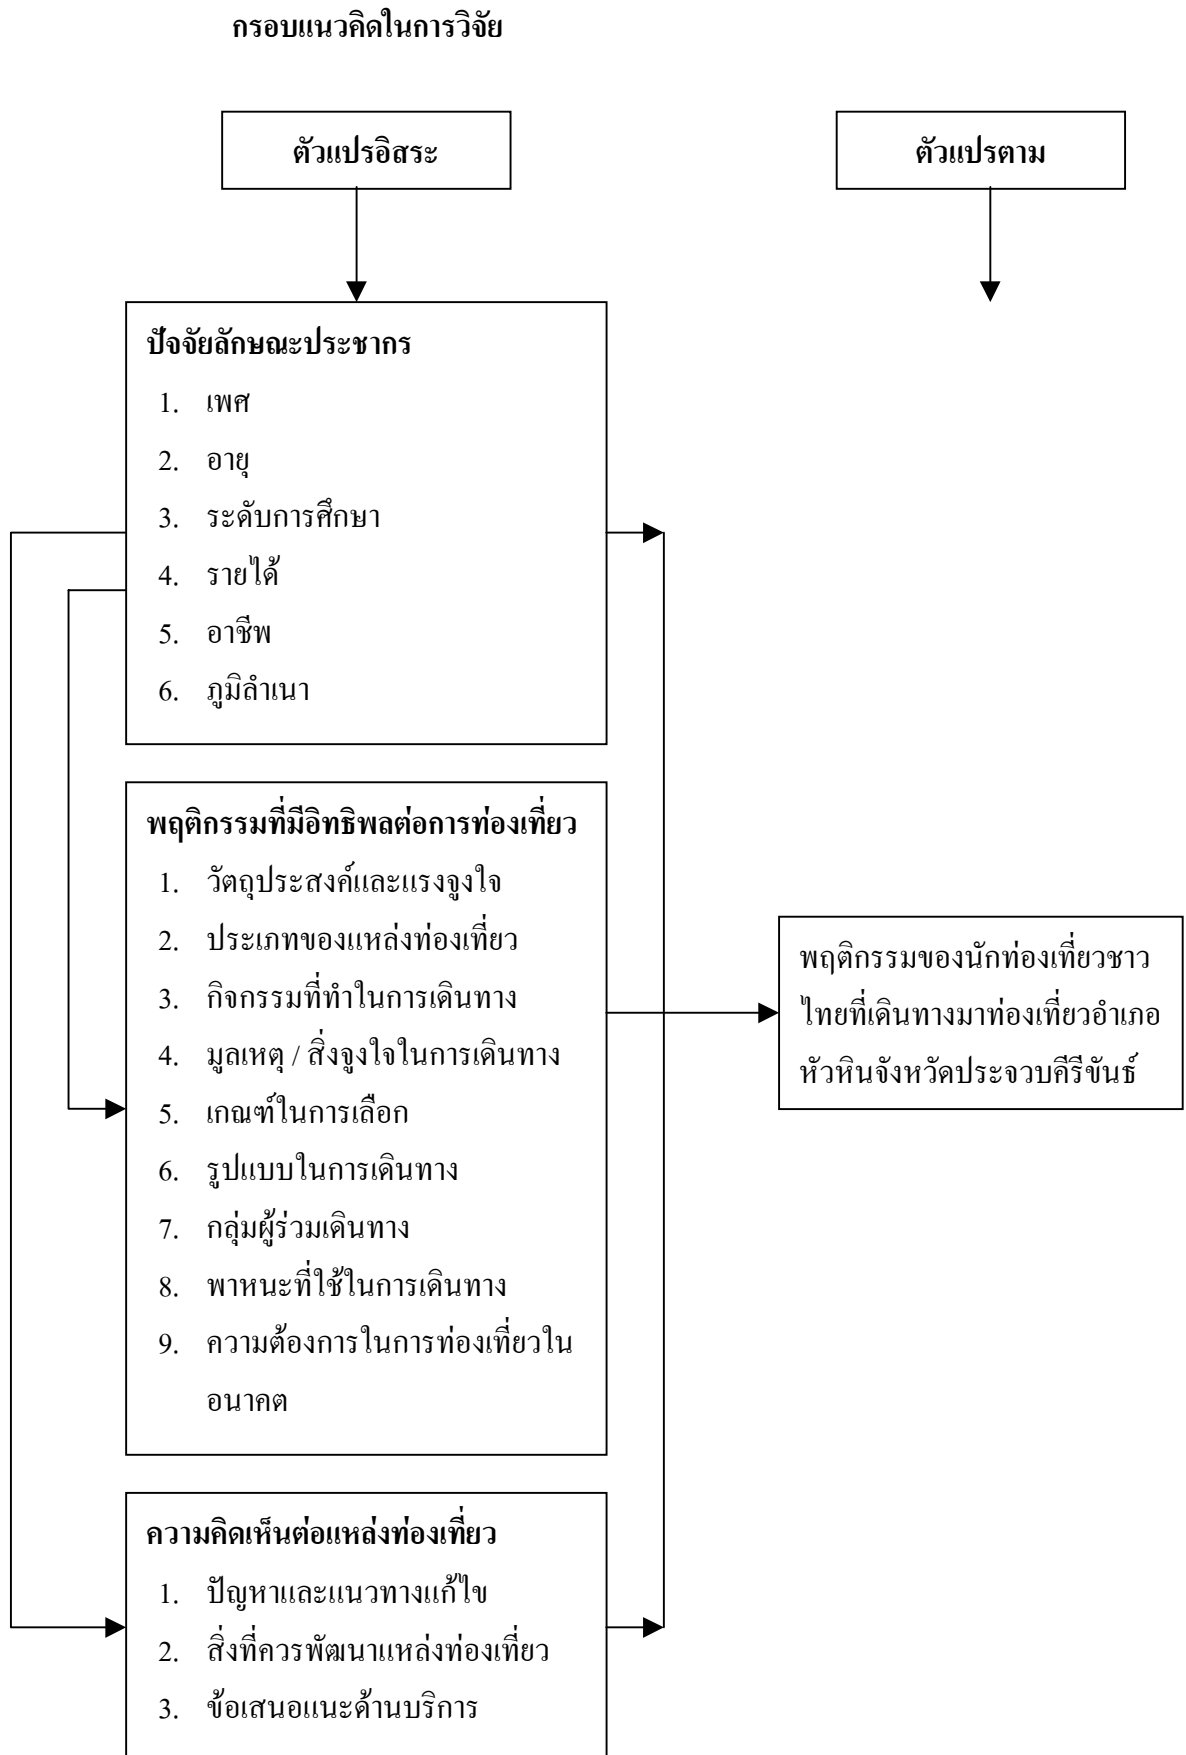 กรอบแนวคิดในการวิจัย
ตัวแปรอิสระ
ตัวแปรตาม
ปัจจัยลักษณะประชากร
1. เพศ
2. อายุ
3. ระดับการศึกษา
4. รายได้
5. อาชีพ
6. ภูมิลำเนา
พฤติกรรมที่มีอิทธิพลต่อการท่องเที่ยว
1. วัตถุประสงค์และแรงจูงใจ
2. ประเภทของแหล่งท่องเที่ยว
3. กิจกรรมที่ทำในการเดินทาง
4. มูลเหตุ / สิ่งจูงใจในการเดินทาง
5. เกณฑ์ในการเลือก
6. รูปแบบในการเดินทาง
7. กลุ่มผู้ร่วมเดินทาง
8. พาหนะที่ใช้ในการเดินทาง
9. ความต้องการในการท่องเที่ยวใน
อนาคต
พฤติกรรมของนักท่องเที่ยวชาว
ไทยที่เดินทางมาท่องเที่ยวอำเภอ
หัวหินจังหวัดประจวบคีรีขันธ์
ความคิดเห็นต่อแหล่งท่องเที่ยว
1. ปัญหาและแนวทางแก้ไข
2. สิ่งที่ควรพัฒนาแหล่งท่องเที่ยว
3. ข้อเสนอแนะด้านบริการ